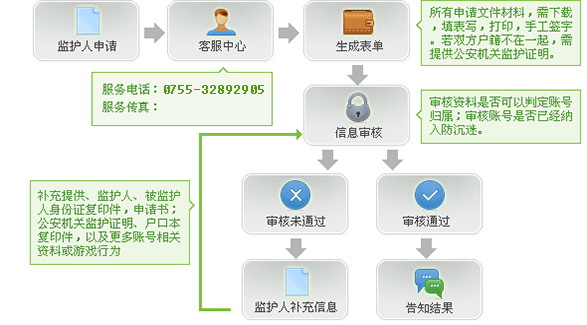 监护人申请
客服中心
生成表单
所有申请文件材料，需下载
，填表写，打印，手工签字
。若双方户籍不在一起，需
提供公安机关监护证明。
服务电话：0755-32892905
服务传真：
信息审核
审核资料是否可以判定账号
归属；审核账号是否已经纳
入防沉迷。
补充提供、监护人、被监护
人身份证复印件，申请书；
公安机关监护证明、户口本
复印件，以及更多账号相关
资料或游戏行为
审核未通过
审核通过
监护人补充信息
告知结果